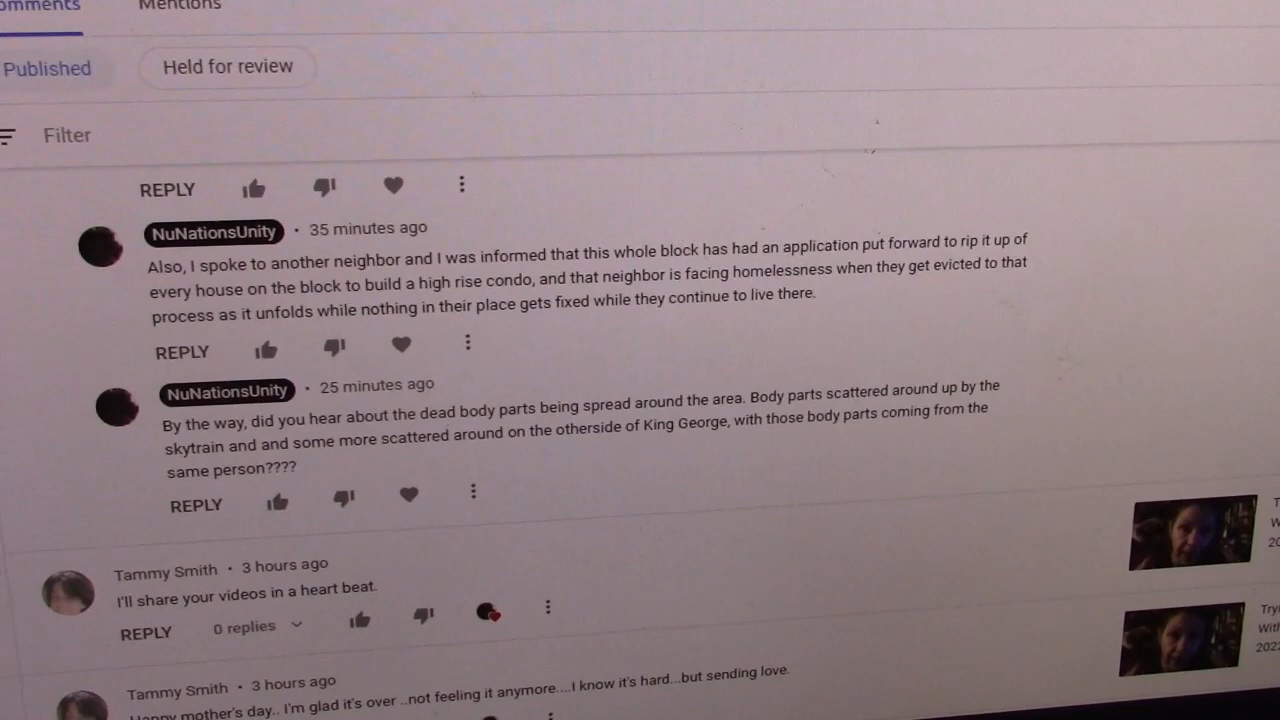 omments Mentions
Published Held for review
Filter
REPLY
NuNationsUnity • 35 minutes ago
Also, I spoke to another neighbor and I was informed that this whole block has had an application put forward to rip it up of
every house on the block to build a high rise condo, and that neighbor is facing homelessness when they get evicted to that
process as it unfolds while nothing in their place gets fixed while they continue to live there.
REPLY
NuNationsUnity • 25 minutes ago
By the way, did you hear about the dead body parts being spread around the area. Body parts scattered around up by the
skytrain and and some more scattered around on the otherside of King George, with those body parts coming from the
same person????
REPLY
Tammy Smith • 3 hours ago
I'll share your videos in a heart beat.
REPLY 0 replies
Tammy Smith • 3 hours ago
Happy mother's day.. I'm glad it's over ..not feeling it anymore....I know it's hard...but sending love.
T
W
20
Try
With
202